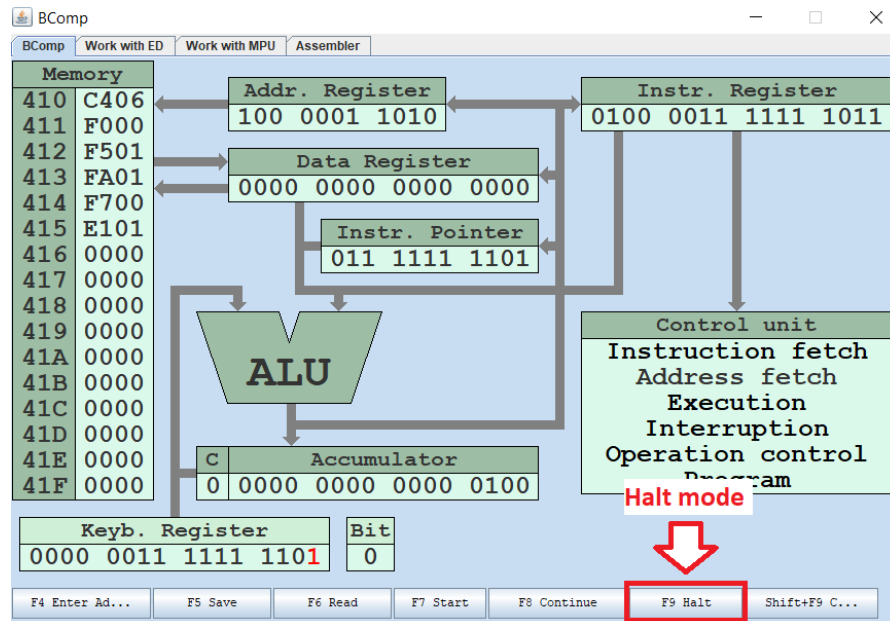 BComp
BComp Work with ED Work with MPU Assembler
Memory
410 C406
411 F000
412 F501
413 FA01
414 F700
415 E101
416 0000
417 0000
418 0000
419 0000
41A 0000
41B 0000
41C 0000
41D 0000
41E 0000
41F 0000
Addr. Register
100 0001 1010
Instr. Register
0100 0011 1111 1011
Data Register
0000 0000 0000 0000
Instr. Pointer
011 1111 1101
ALU
Control unit
Instruction fetch
Address fetch
Execution
Interruption
Operation control
Program
C Accumulator
0 0000 0000 0000 0100
Halt mode
Keyb. Register
0000 0011 1111 1101
Bit
0
F4 Enter Ad... F5 Save F6 Read F7 Start F8 Continue F9 Halt Shift+F9 C...